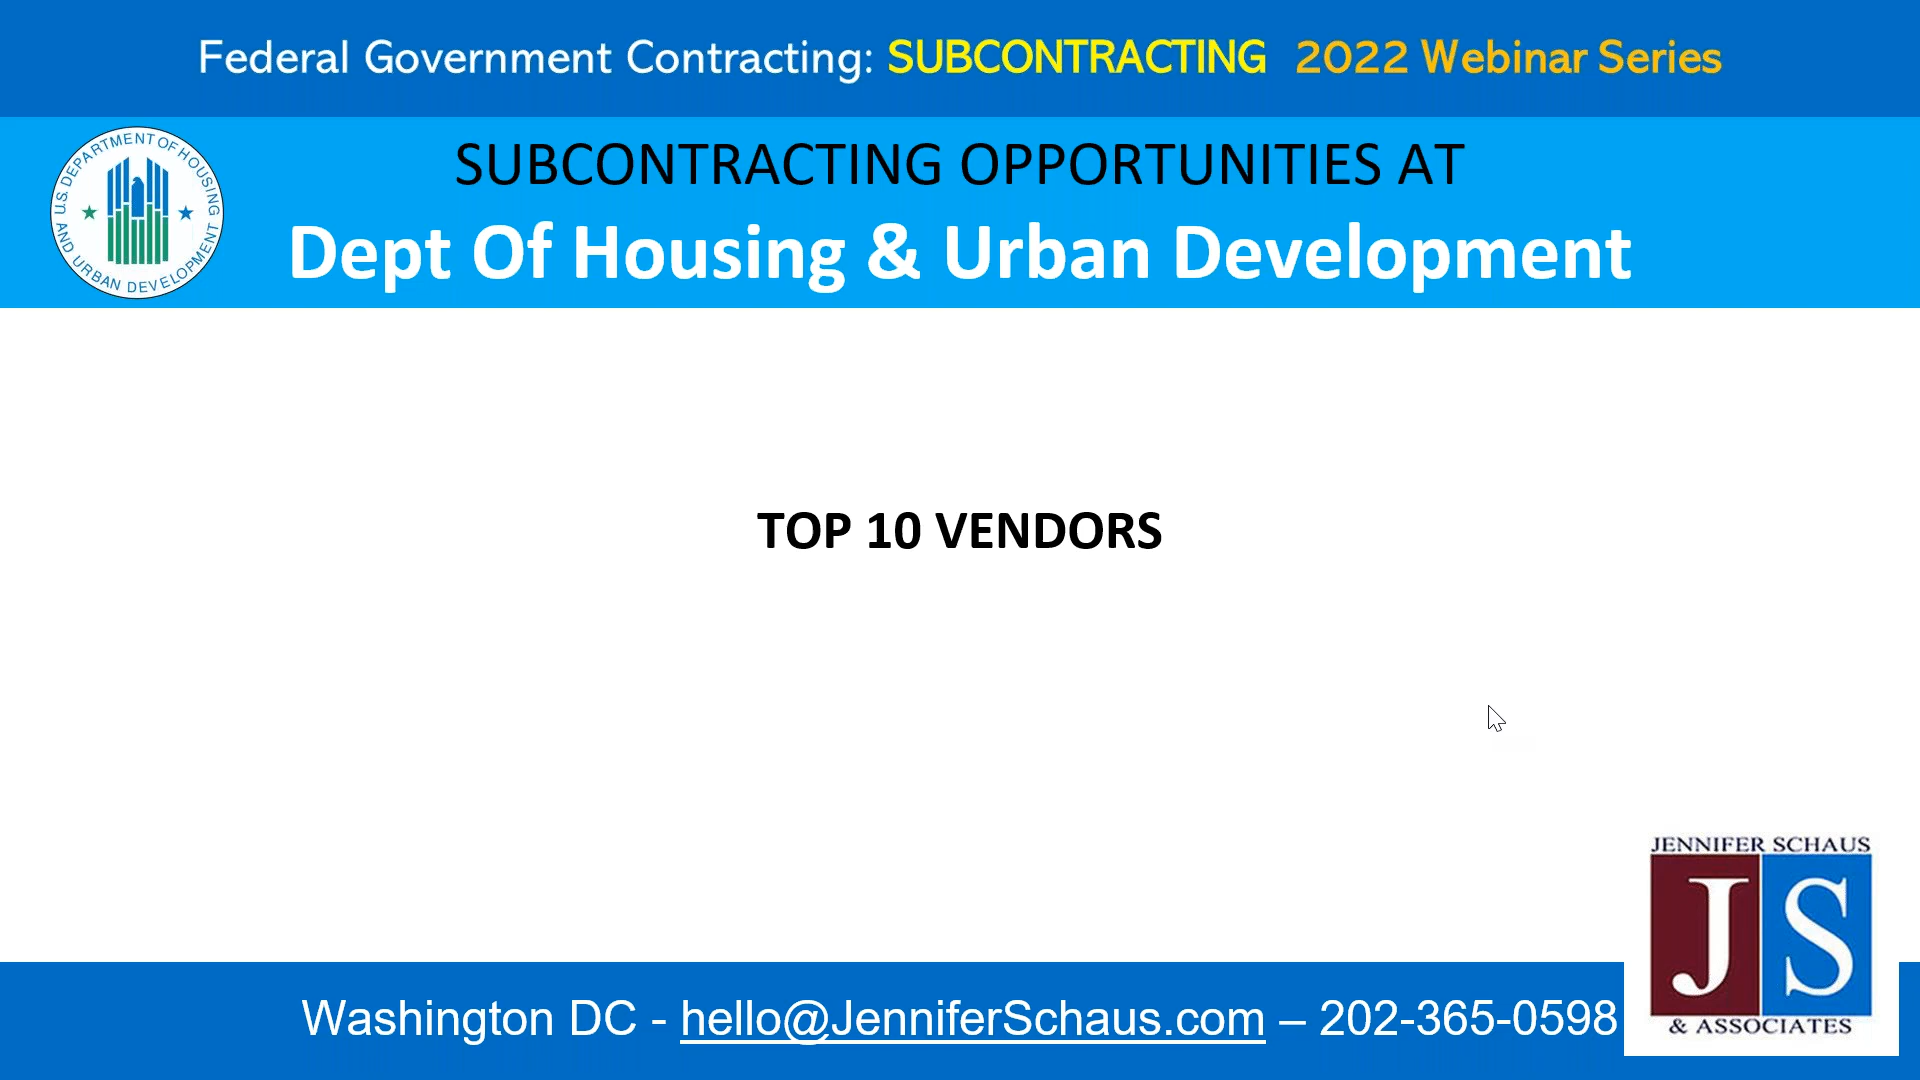 Federal Government Contracting: SUBCONTRACTING 2022 Webinar Series
U.S. DEPARTMENT OF HOUSING AND URBAN DEVELOPMENT
SUBCONTRACTING OPPORTUNITIES AT
Dept Of Housing & Urban Development
TOP 10 VENDORS
JENNIFER SCHAUS
JS
& ASSOCIATES
Washington DC - hello@JenniferSchaus.com – 202-365-0598